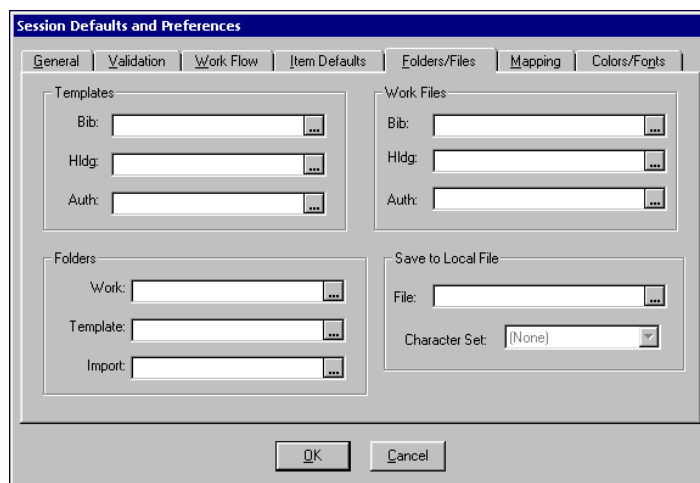 Session Defaults and Preferences
General Validation Work Flow Item Defaults Folders/Files Mapping Colors/Fonts
Templates
Bib: ...
Hldg: ...
Auth: ...
Work Files
Bib: ...
Hldg: ...
Auth: ...
Folders
Work: ...
Template: ...
Import: ...
Save to Local File
File: ...
Character Set: (None)
OK Cancel